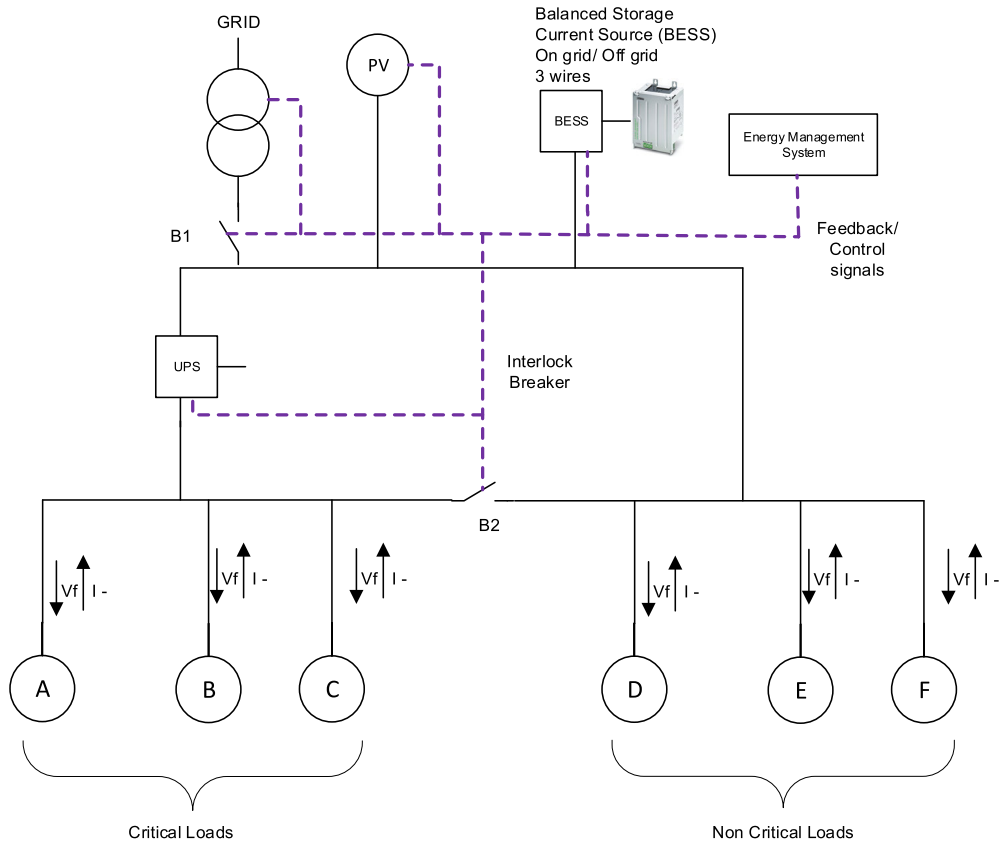 GRID
Balanced Storage
Current Source (BESS)
On grid/ Off grid
3 wires
PV
BESS
Energy Management
System
B1
Feedback/
Control
signals
UPS
Interlock
Breaker
B2
Vf I -
Vf I -
Vf I -
Vf I -
Vf I -
Vf I -
A
B
C
D
E
F
Critical Loads
Non Critical Loads